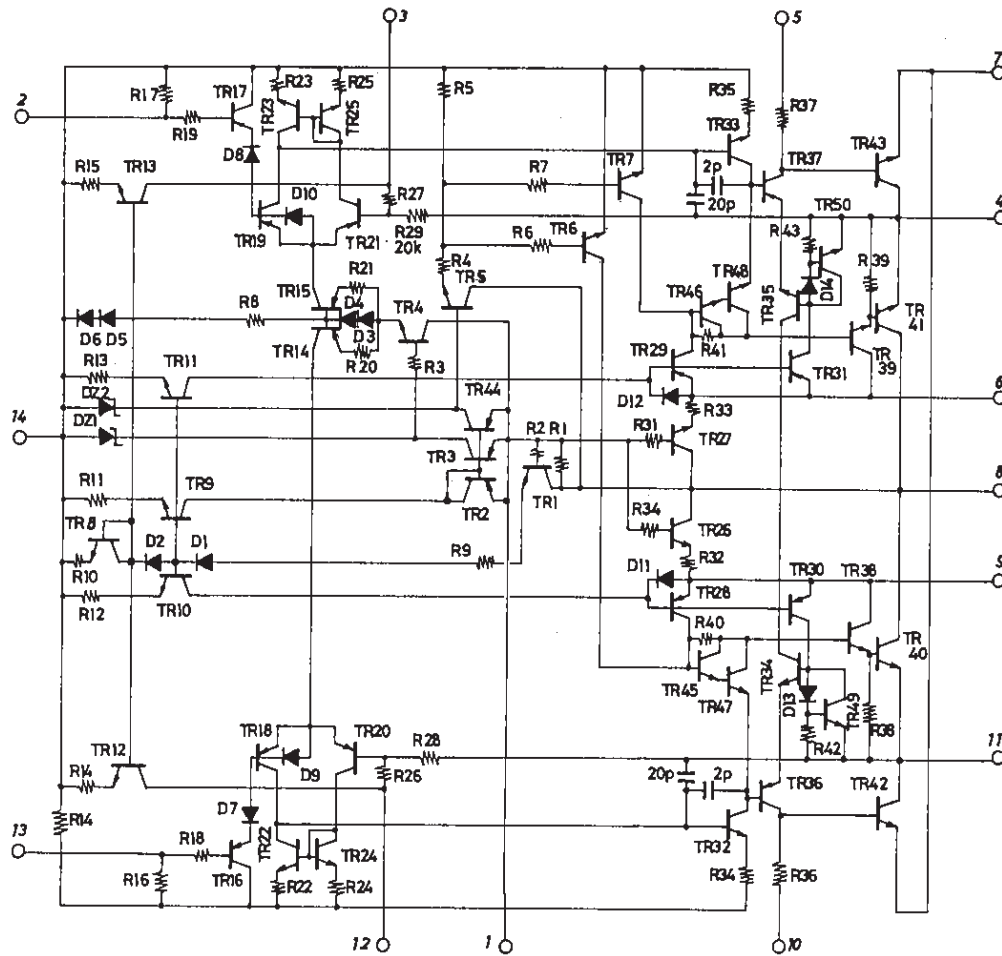 3
5
7
2
R17
TR17
R23
R25
R5
R35
R37
R19
TR23
TR25
TR33
TR37
TR43
D8
R15
TR13
D10
R7
TR7
2p
20p
TR50
4
R27
R29
20k
TR19
TR21
R6
TR6
R43
R39
R21
R4
TR5
TR48
TR46
TR35
D14
TR15
D4
D3
TR4
R8
D6
D5
TR14
R20
R3
R41
TR
41
TR
39
R13
TR11
TR29
TR31
DZ2
TR44
D12
R33
6
14
DZ1
TR3
R2
R1
R31
TR27
R11
TR9
TR2
TR1
8
TR8
R34
TR26
D2
D1
R9
R32
R10
D11
TR30
TR38
9
R12
TR10
TR28
R40
TR
40
TR45
TR47
TR34
D13
TR49
R38
R42
TR18
TR20
R28
11
TR12
D9
R26
R14
20p
2p
TR36
TR42
R14
D7
TR22
TR32
13
R18
TR24
R16
TR16
R22
R24
R34
R36
12
1
10